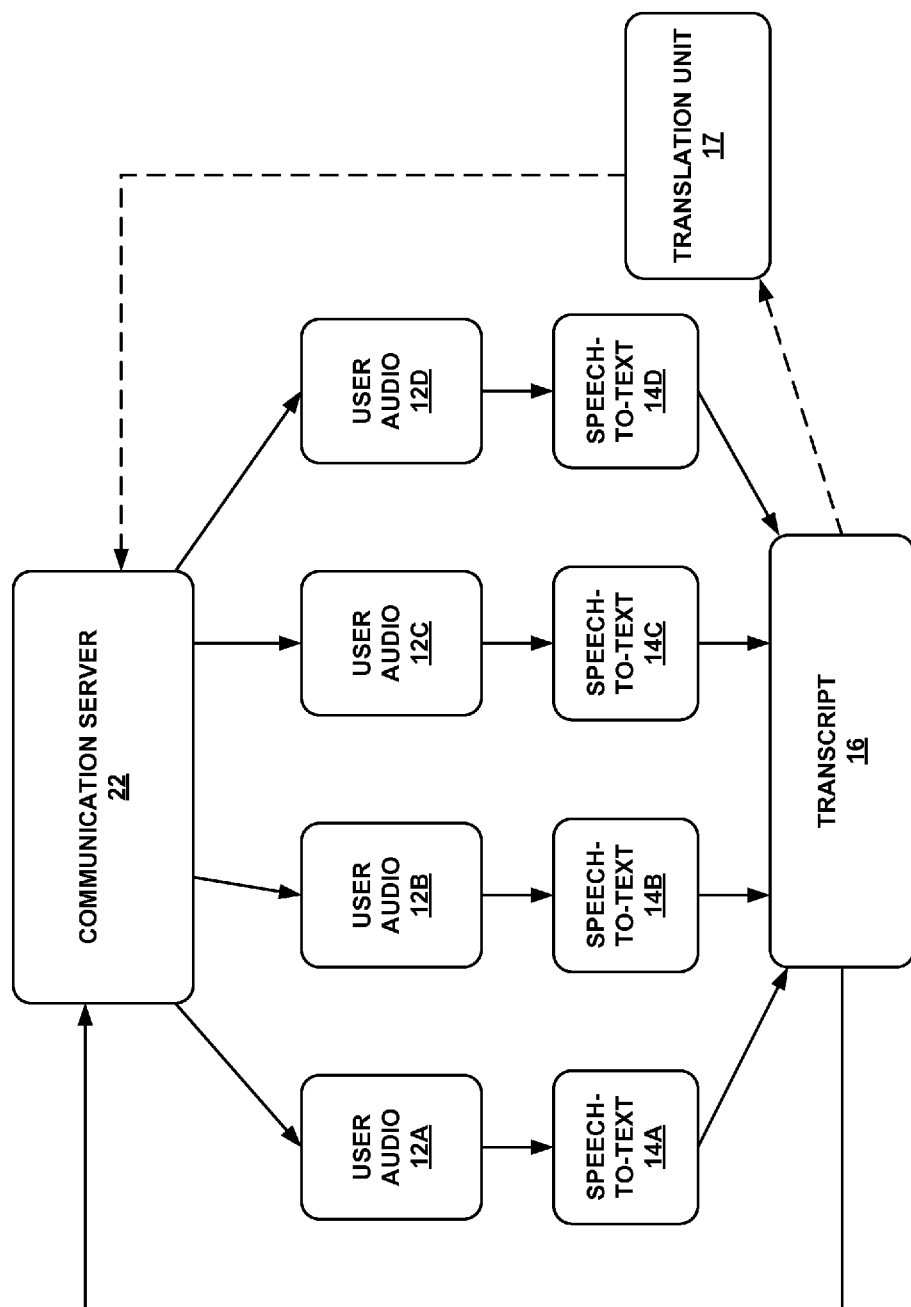 COMMUNICATION SERVER
22
USER
AUDIO
12A
USER
AUDIO
12B
USER
AUDIO
12C
USER
AUDIO
12D
SPEECH-
TO-TEXT
14A
SPEECH-
TO-TEXT
14B
SPEECH-
TO-TEXT
14C
SPEECH-
TO-TEXT
14D
TRANSLATION UNIT
17
TRANSCRIPT
16